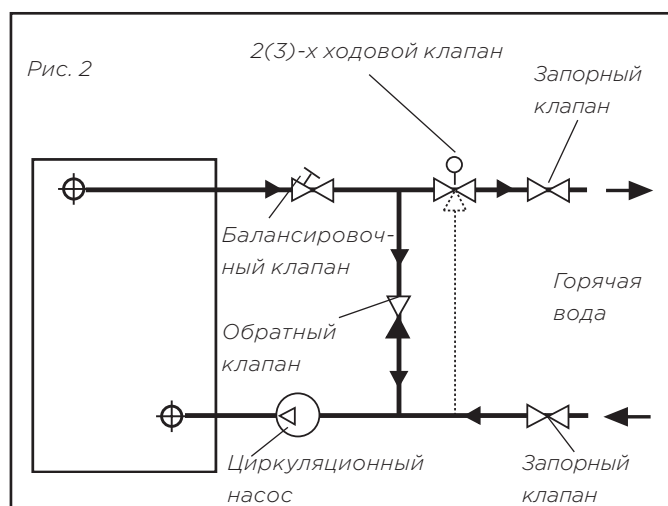 Рис. 2
2(3)-х ходовой клапан
Запорный
клапан
Балансировоч-
ный клапан
Горячая
вода
Обратный
клапан
Циркуляционный
насос
Запорный
клапан